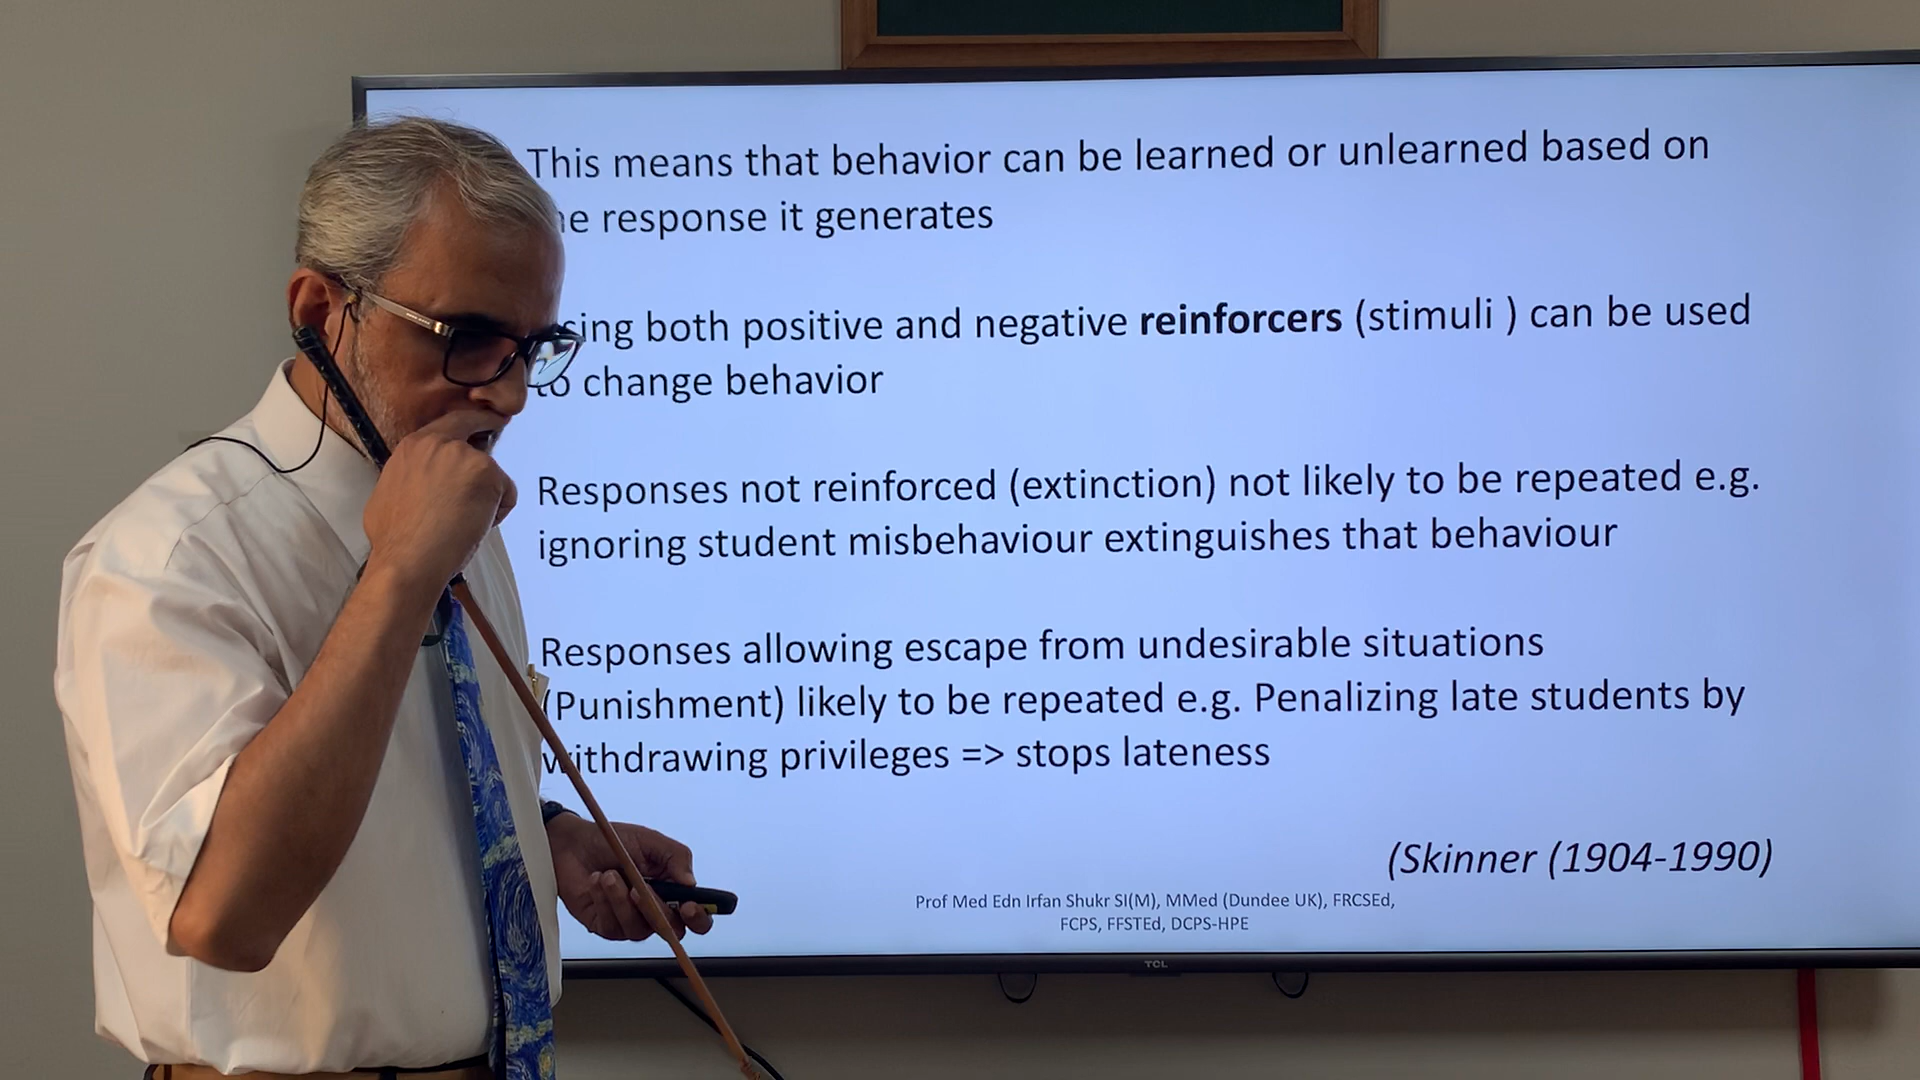 This means that behavior can be learned or unlearned based on
response it generates
both positive and negative reinforcers (stimuli ) can be used
to change behavior
Responses not reinforced (extinction) not likely to be repeated e.g.
ignoring student misbehaviour extinguishes that behaviour
Responses allowing escape from undesirable situations
(Punishment) likely to be repeated e.g. Penalizing late students by
withdrawing privileges => stops lateness
(Skinner (1904-1990)
Prof Med Edn Irfan Shukr SI(M), MMed (Dundee UK), FRCSEd,
FCPS, FFSTEd, DCPS-HPE
TCL